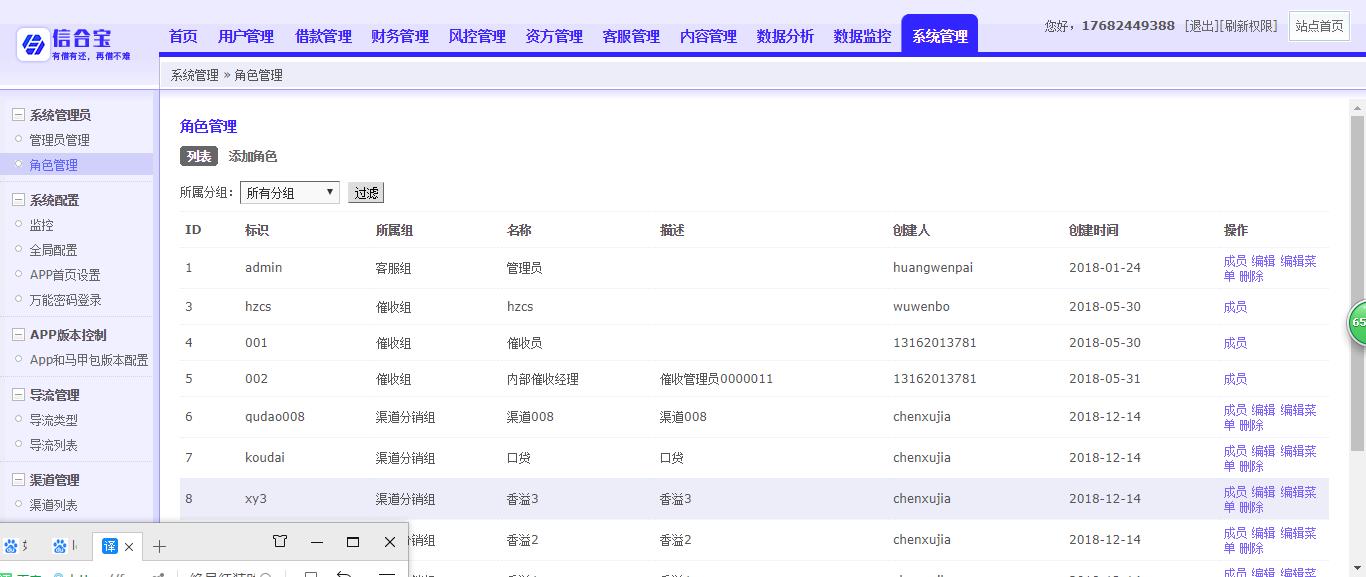 信合宝
有借有还，再借不难
首页 用户管理 借款管理 财务管理 风控管理 资方管理 客服管理 内容管理 数据分析 数据监控 系统管理
您好，17682449388 [退出][刷新权限] 站点首页
系统管理 » 角色管理
系统管理员
管理员管理
角色管理
系统配置
监控
全局配置
APP首页设置
万能密码登录
APP版本控制
App和马甲包版本配置
导流管理
导流类型
导流列表
渠道管理
渠道列表
角色管理
列表 添加角色
所属分组： 所有分组 过滤
ID 标识 所属组 名称 描述 创建人 创建时间 操作
1 admin 客服组 管理员 huangwenpai 2018-01-24 成员 编辑 编辑菜
单 删除
3 hzcs 催收组 hzcs wuwenbo 2018-05-30 成员
4 001 催收组 催收员 13162013781 2018-05-30 成员
5 002 催收组 内部催收经理 催收管理员0000011 13162013781 2018-05-31 成员
6 qudao008 渠道分销组 渠道008 渠道008 chenxujia 2018-12-14 成员 编辑 编辑菜
单 删除
7 koudai 渠道分销组 口贷 口贷 chenxujia 2018-12-14 成员 编辑 编辑菜
单 删除
8 xy3 渠道分销组 香溢3 香溢3 chenxujia 2018-12-14 成员 编辑 编辑菜
单 删除
销组 香溢2 香溢2 chenxujia 2018-12-14 成员 编辑 编辑菜
单 删除
译
65